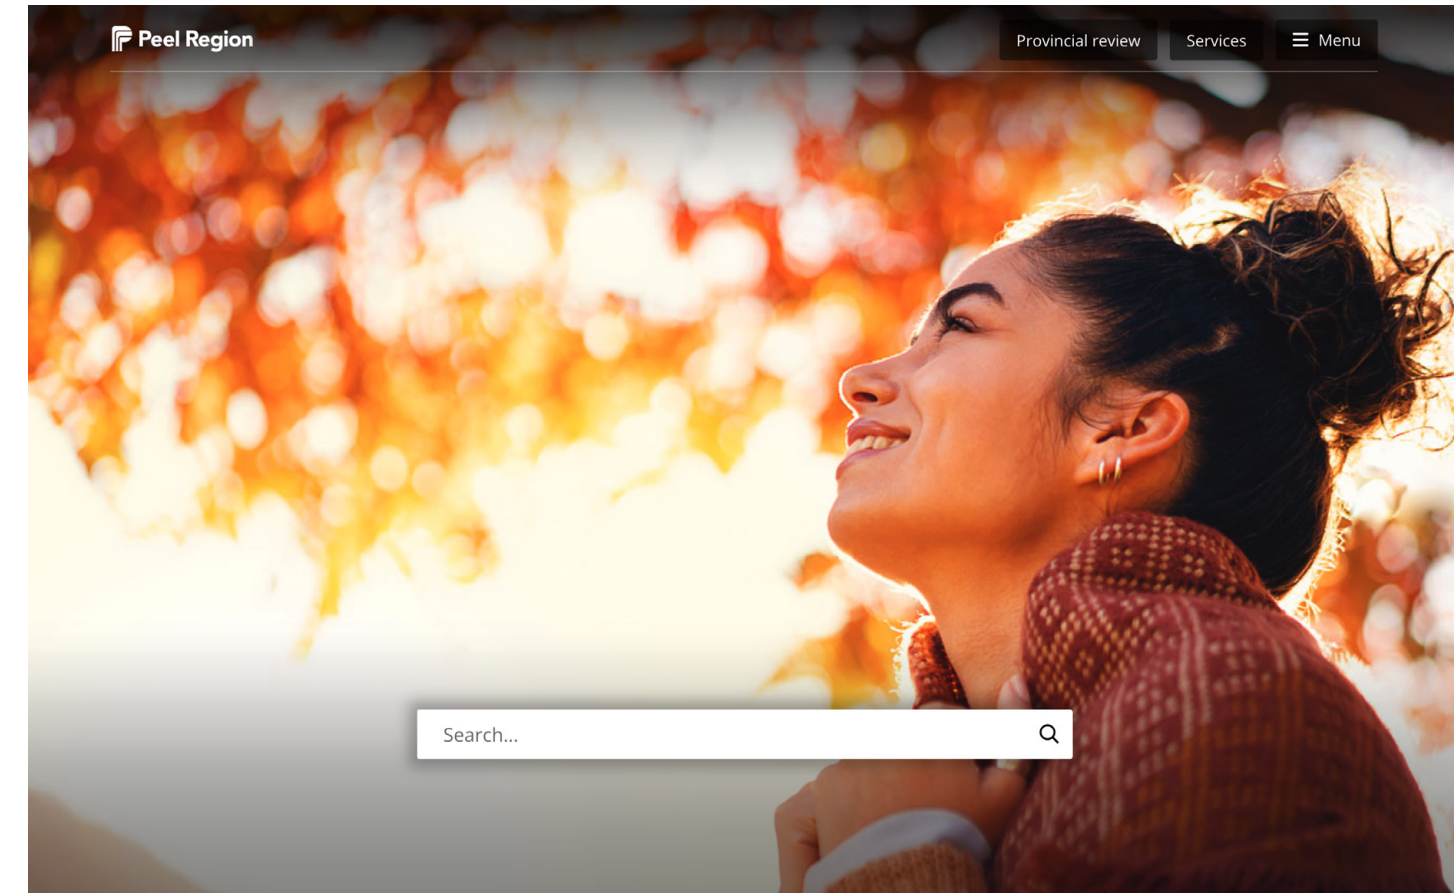 Peel Region
Provincial review
Services
Menu
Search...